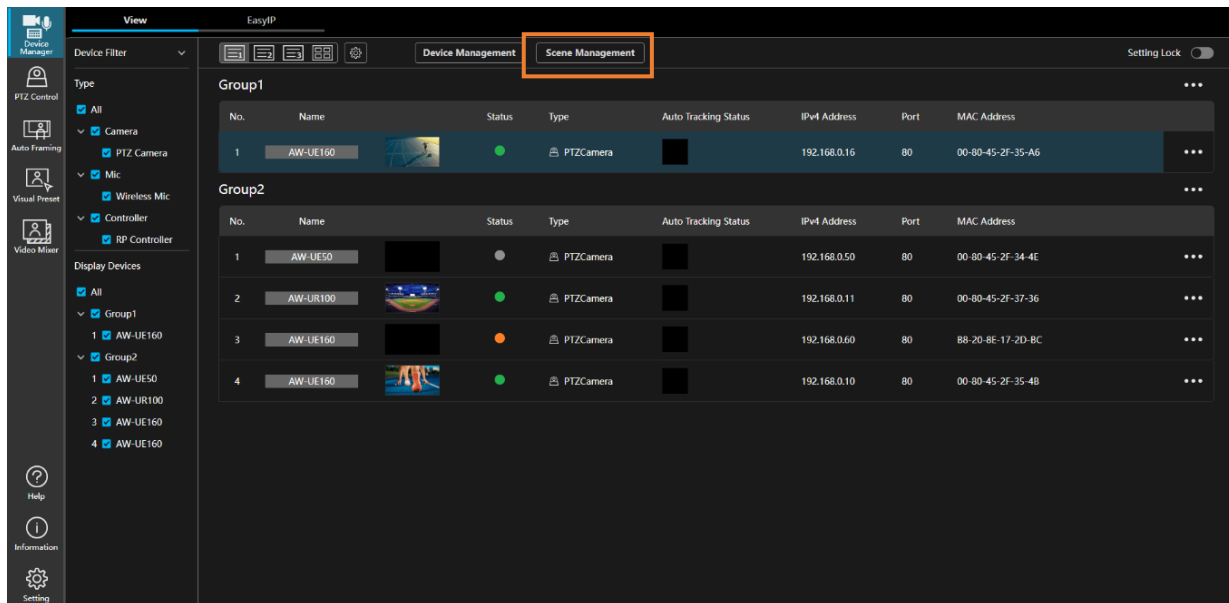 View EasyIP
Device Manager
PTZ Control
Auto Framing
Visual Preset
Video Mixer
Help
Information
Setting
Device Filter
Type
All
Camera
PTZ Camera
Mic
Wireless Mic
Controller
RP Controller
Display Devices
All
Group1
1 AW-UE160
Group2
1 AW-UE50
2 AW-UR100
3 AW-UE160
4 AW-UE160
1 2 3 Device Management Scene Management Setting Lock
Group1
No. Name Status Type Auto Tracking Status IPv4 Address Port MAC Address
1 AW-UE160 PTZCamera 192.168.0.16 80 00-80-45-2F-35-A6
Group2
No. Name Status Type Auto Tracking Status IPv4 Address Port MAC Address
1 AW-UE50 PTZCamera 192.168.0.50 80 00-80-45-2F-34-4E
2 AW-UR100 PTZCamera 192.168.0.11 80 00-80-45-2F-37-36
3 AW-UE160 PTZCamera 192.168.0.60 80 B8-20-8E-17-2D-BC
4 AW-UE160 PTZCamera 192.168.0.10 80 00-80-45-2F-35-4B